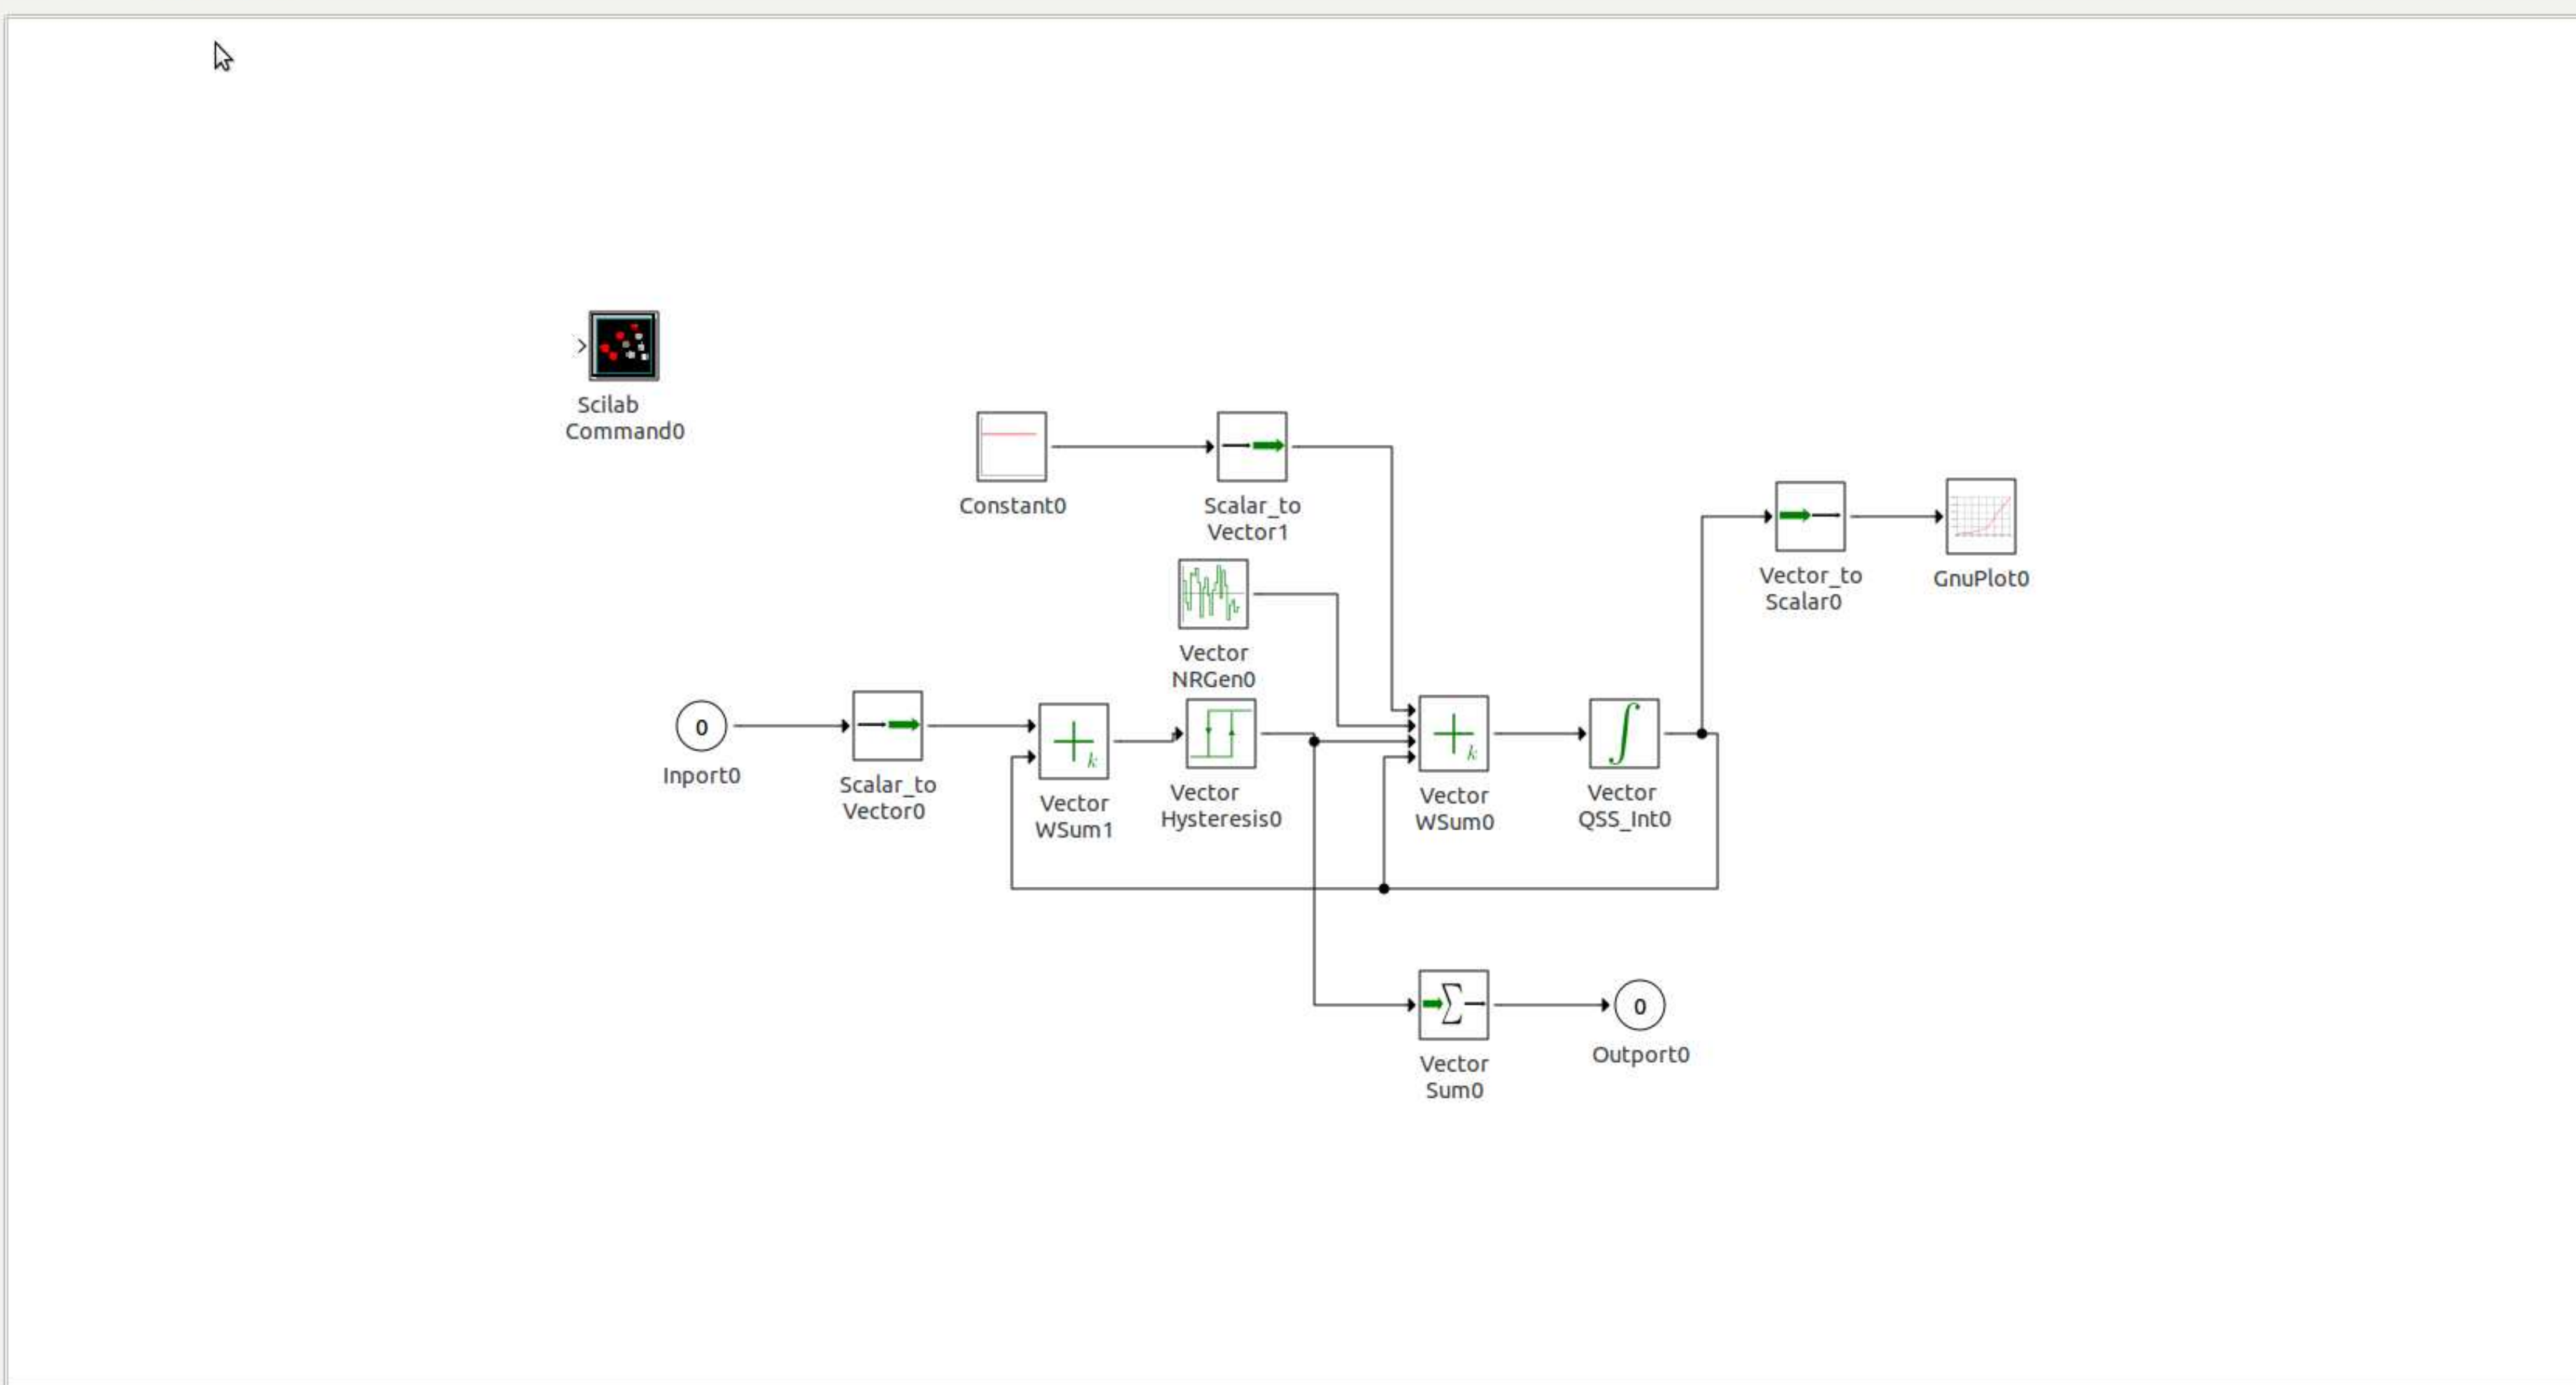 Scilab
Command0
Constant0
Scalar_to
Vector1
Vector_to
Scalar0
GnuPlot0
Vector
NRGen0
0
Inport0
Scalar_to
Vector0
k
Vector
WSum1
Vector
Hysteresis0
k
Vector
WSum0
∫
Vector
QSS_Int0
Σ
Vector
Sum0
0
Outport0